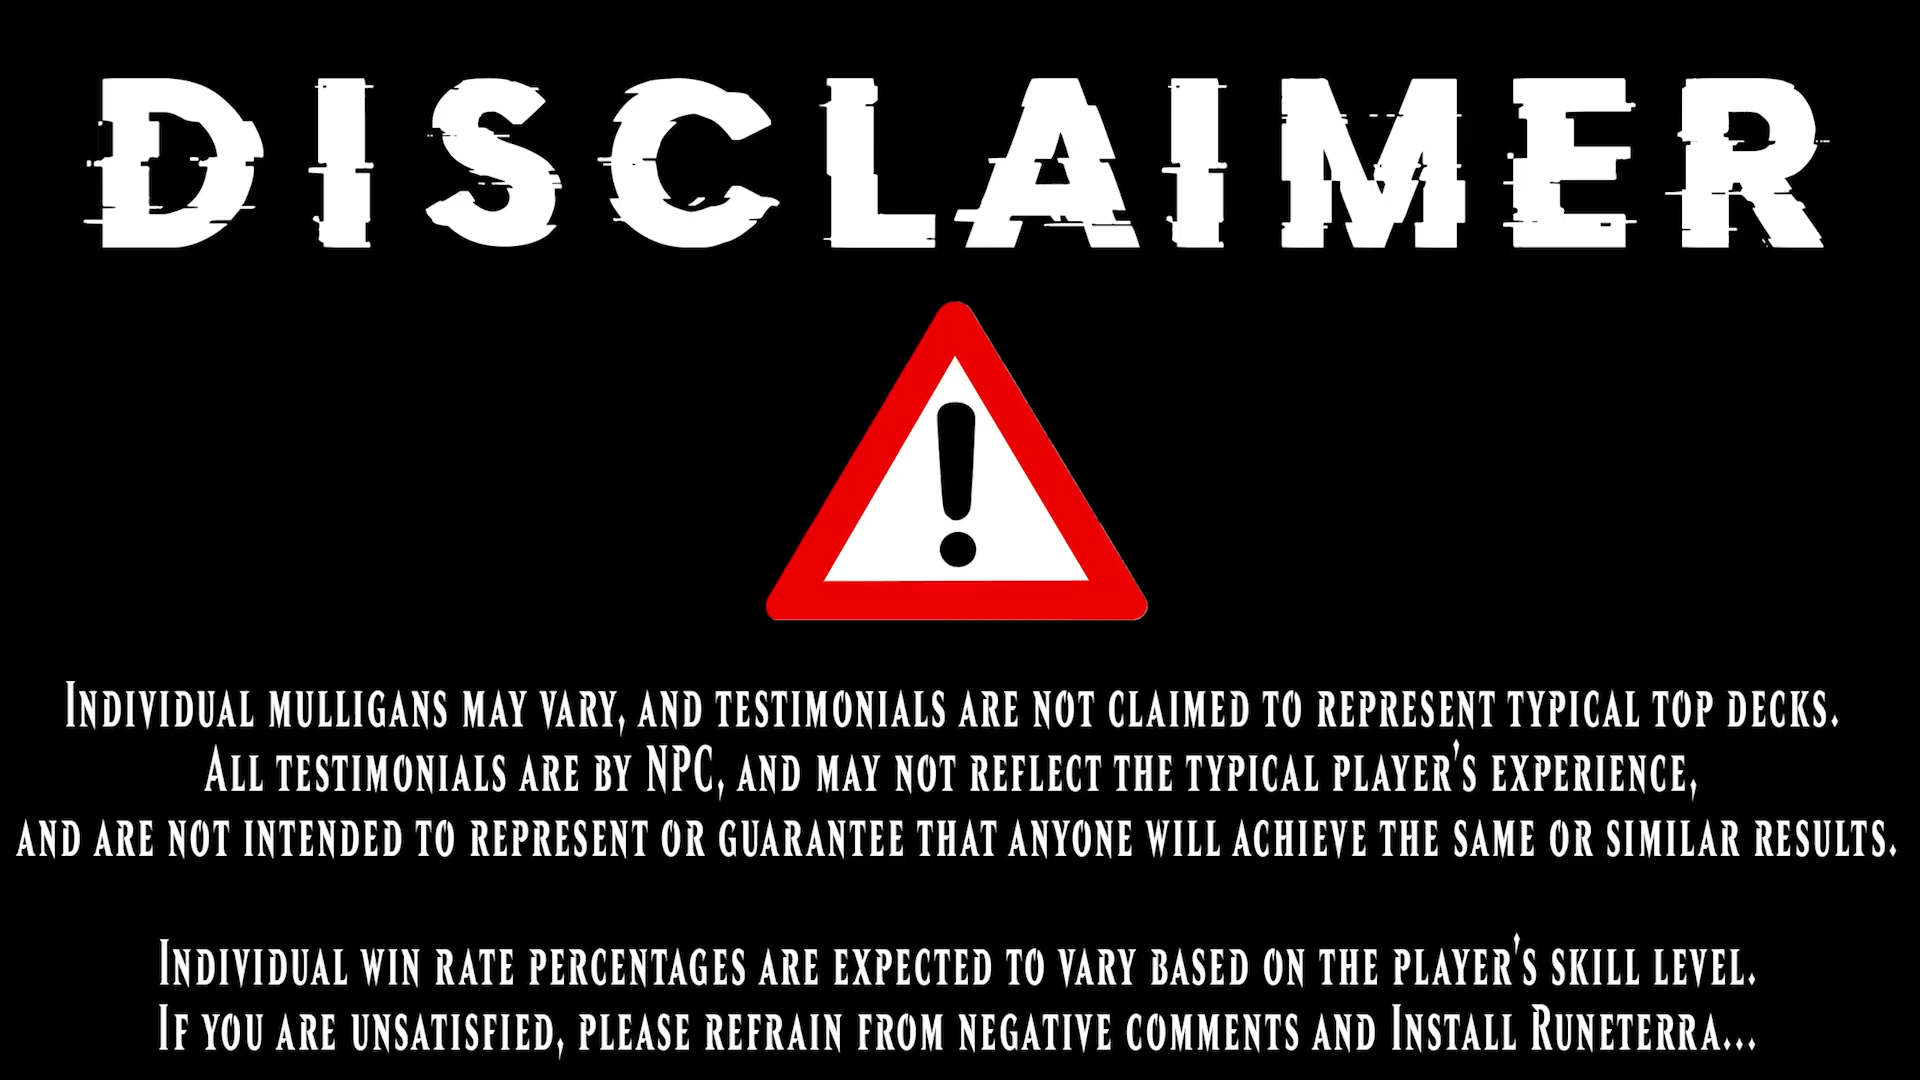 DISCLAIMER
Individual mulligans may vary, and testimonials are not claimed to represent typical top decks.
All testimonials are by NPC, and may not reflect the typical player's experience,
and are not intended to represent or guarantee that anyone will achieve the same or similar results.
Individual win rate percentages are expected to vary based on the player's skill level.
If you are unsatisfied, please refrain from negative comments and Install Runeterra...